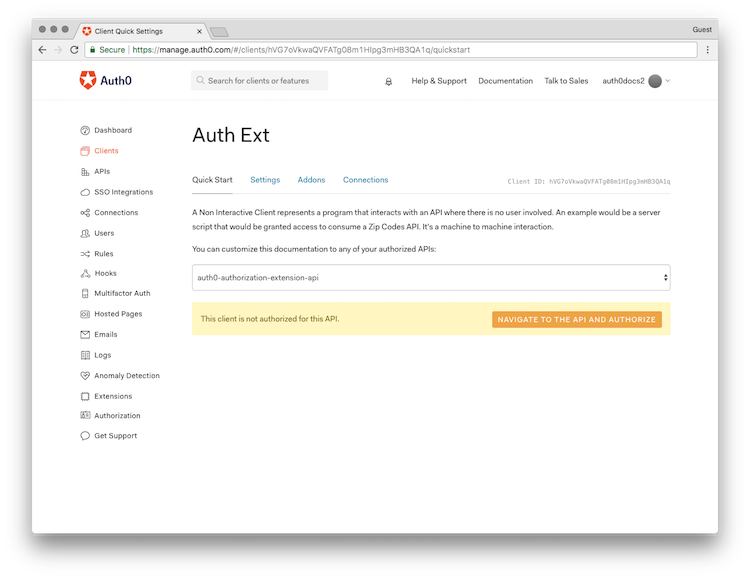 Client Quick Settings
Guest
Secure https://manage.auth0.com/#/clients/hVG7oVkwaQVFATg08m1HIpg3mHB3QA1q/quickstart
Auth0
Search for clients or features
Help & Support
Documentation
Talk to Sales
auth0docs2
Dashboard
Clients
APIs
SSO Integrations
Connections
Users
Rules
Hooks
Multifactor Auth
Hosted Pages
Emails
Logs
Anomaly Detection
Extensions
Authorization
Get Support
Auth Ext
Quick Start
Settings
Addons
Connections
Client ID: hVG7oVkwaQVFATg08m1HIpg3mHB3QA1q
A Non Interactive Client represents a program that interacts with an API where there is no user involved. An example would be a server
script that would be granted access to consume a Zip Codes API. It's a machine to machine interaction.
You can customize this documentation to any of your authorized APIs:
auth0-authorization-extension-api
This client is not authorized for this API.
NAVIGATE TO THE API AND AUTHORIZE